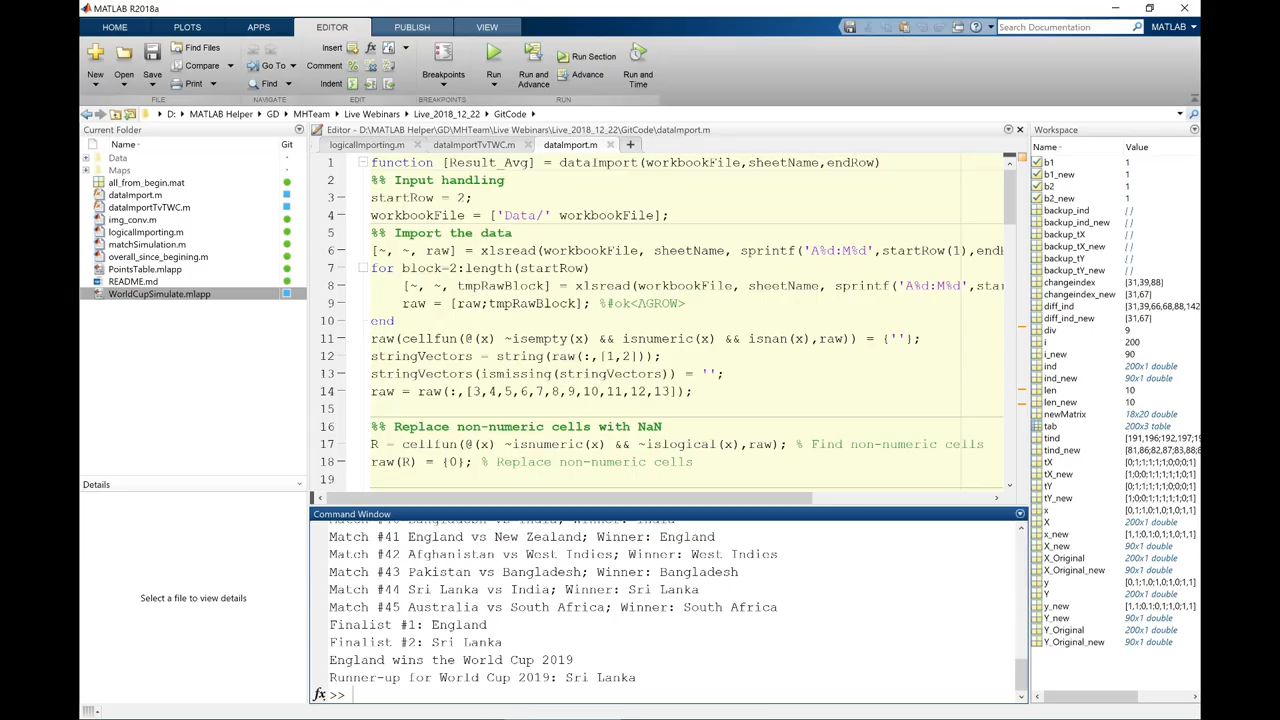 MATLAB R2018a
HOME PLOTS APPS EDITOR PUBLISH VIEW
Search Documentation MATLAB
New Open Save
Find Files
Compare
Print
Go To
Find
Insert fx
Comment
Indent
Breakpoints
Run
Run and Advance
Run Section
Advance
Run and Time
FILE NAVIGATE EDIT BREAKPOINTS RUN
D: MATLAB Helper GD MHTeam Live Webinars Live_2018_12_22 GitCode
Current Folder
Name Git
Data
Maps
all_from_begin.mat
dataImport.m
dataImportTvTWC.m
img_conv.m
logicalImporting.m
matchSimulation.m
overall_since_begining.m
PointsTable.mlapp
README.md
WorldCupSimulate.mlapp
Details
Select a file to view details
Editor - D:\MATLAB Helper\GD\MHTeam\Live Webinars\Live_2018_12_22\GitCode\dataImport.m
logicalImporting.m dataImportTvTWC.m dataImport.m
1 function [Result_Avg] = dataImport(workbookFile,sheetName,endRow)
2 %% Input handling
3 startRow = 2;
4 workbookFile = ['Data/' workbookFile];
5 %% Import the data
6 [~, ~, raw] = xlsread(workbookFile, sheetName, sprintf('A%d:M%d',startRow(1),endR
7 for block=2:length(startRow)
8 [~, ~, tmpRawBlock] = xlsread(workbookFile, sheetName, sprintf('A%d:M%d',sta
9 raw = [raw;tmpRawBlock]; %#ok<AGROW>
10 end
11 raw(cellfun(@(x) ~isempty(x) && isnumeric(x) && isnan(x),raw)) = {''};
12 stringVectors = string(raw(:,[1,2]));
13 stringVectors(ismissing(stringVectors)) = '';
14 raw = raw(:,[3,4,5,6,7,8,9,10,11,12,13]);
15
16 %% Replace non-numeric cells with NaN
17 R = cellfun(@(x) ~isnumeric(x) && ~islogical(x),raw); % Find non-numeric cells
18 raw(R) = {0}; % Replace non-numeric cells
19
Command Window
Match #40 Bangladesh vs India; Winner: India
Match #41 England vs New Zealand; Winner: England
Match #42 Afghanistan vs West Indies; Winner: West Indies
Match #43 Pakistan vs Bangladesh; Winner: Bangladesh
Match #44 Sri Lanka vs India; Winner: Sri Lanka
Match #45 Australia vs South Africa; Winner: South Africa
Finalist #1: England
Finalist #2: Sri Lanka
England wins the World Cup 2019
Runner-up for World Cup 2019: Sri Lanka
fx >>
Workspace
Name Value
b1 1
b1_new 1
b2 1
b2_new 1
backup_ind []
backup_ind_new []
backup_tX []
backup_tX_new []
backup_tY []
backup_tY_new []
changeindex [31,39,88]
changeindex_new [31,67]
diff_ind [31,39,66,68,88,142
diff_ind_new [31,67]
div 9
i 200
i_new 90
ind 200x1 double
ind_new 90x1 double
len 10
len_new 10
newMatrix 18x20 double
tab 200x3 table
tind [191,196;192,197;19
tind_new [81,86;82,87;83,88;8
tX [0;1;1;1;1;0;0;0;0;1]
tX_new [1;0;0;1;1;0;1;0;0;1]
tY [0;1;1;1;1;0;0;0;0;1]
tY_new [1;0;0;1;1;0;1;0;0;1]
x [0,1;0,1;0,1;0,1;1,1]
X 200x1 double
x_new [1,1;0,1;0,1;1,0;1,1]
X_new 90x1 double
X_Original 200x1 double
X_Original_new 90x1 double
y [0,1;0,1;0,1;0,1;1,1]
Y 200x1 double
y_new [1,1;0,1;0,1;1,0;1,1]
Y_new 90x1 double
Y_Original 200x1 double
Y_Original_new 90x1 double